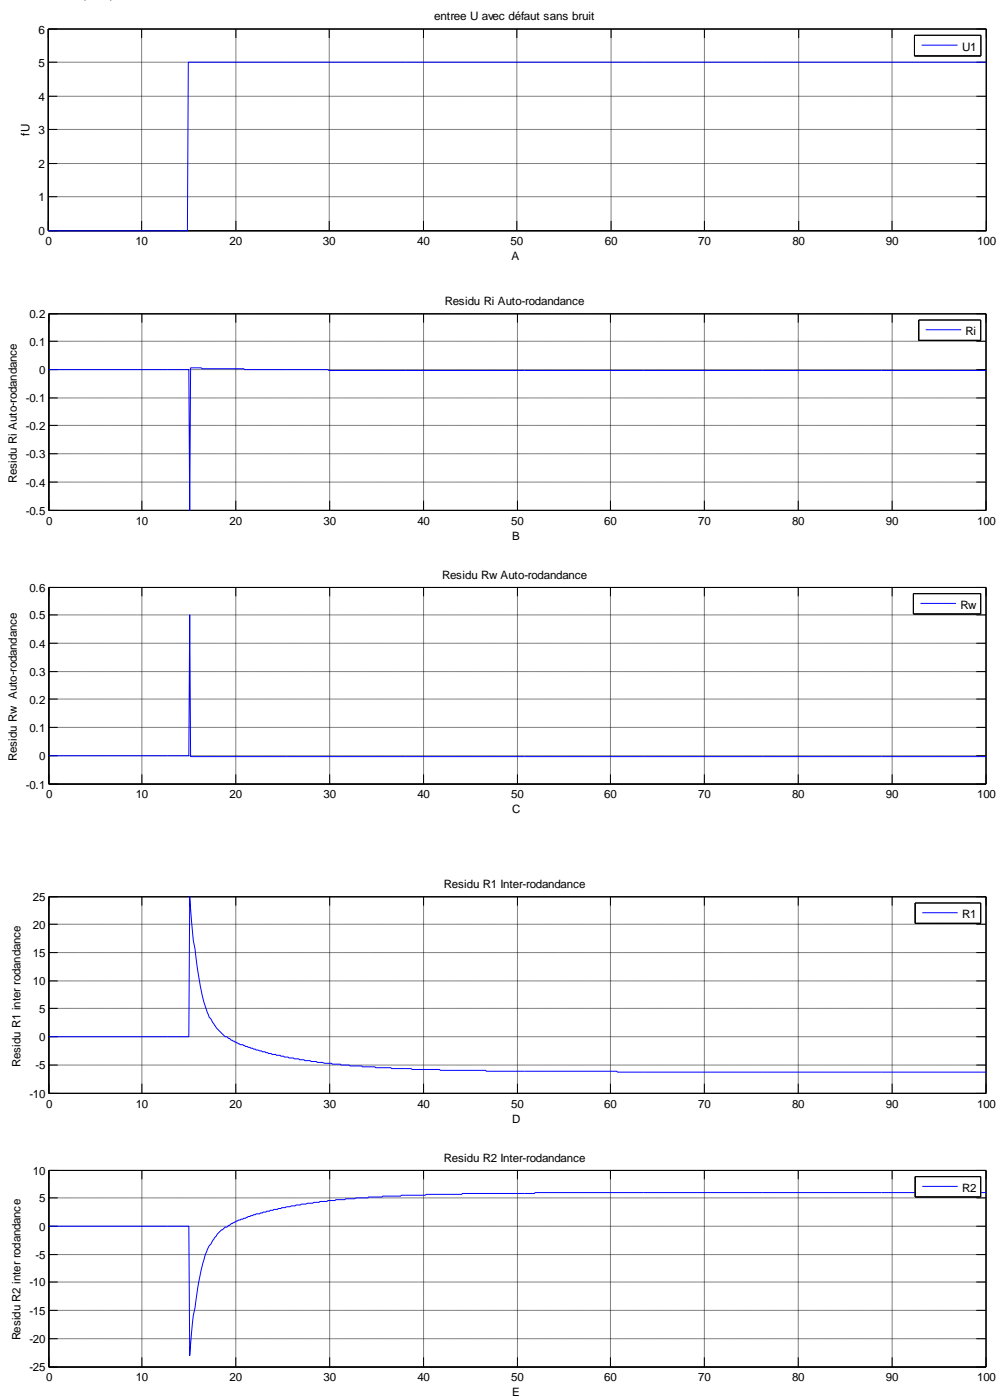 entree U avec défaut sans bruit
6
5
4
3
2
1
0
fU
U1
0 10 20 30 40 50 60 70 80 90 100
A
Residu Ri Auto-rodandance
0.2
0.1
0
-0.1
-0.2
-0.3
-0.4
-0.5
Residu Ri Auto-rodandance
Ri
0 10 20 30 40 50 60 70 80 90 100
B
Residu Rw Auto-rodandance
0.6
0.5
0.4
0.3
0.2
0.1
0
-0.1
Residu Rw Auto-rodandance
Rw
0 10 20 30 40 50 60 70 80 90 100
C
Residu R1 Inter-rodandance
25
20
15
10
5
0
-5
-10
Residu R1 inter rodandance
R1
0 10 20 30 40 50 60 70 80 90 100
D
Residu R2 Inter-rodandance
10
5
0
-5
-10
-15
-20
-25
Residu R2 inter rodandance
R2
0 10 20 30 40 50 60 70 80 90 100
E